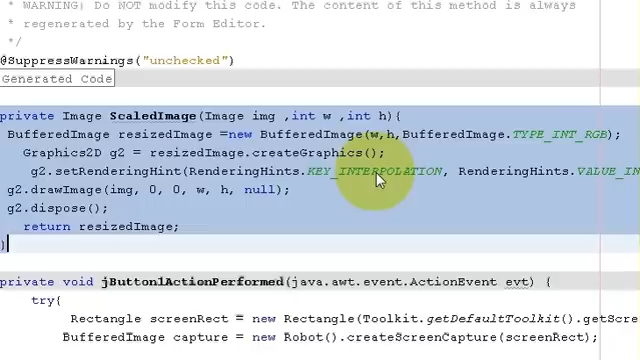 * WARNING: Do NOT modify this code. The content of this method is always
* regenerated by the Form Editor.
*/
@SuppressWarnings("unchecked")
Generated Code
private Image ScaledImage(Image img ,int w ,int h){
BufferedImage resizedImage =new BufferedImage(w,h,BufferedImage.TYPE_INT_RGB);
Graphics2D g2 = resizedImage.createGraphics();
g2.setRenderingHint(RenderingHints.KEY_INTERPOLATION, RenderingHints.VALUE_IN
g2.drawImage(img, 0, 0, w, h, null);
g2.dispose();
return resizedImage;
}
private void jButton1ActionPerformed(java.awt.event.ActionEvent evt) {
try{
Rectangle screenRect = new Rectangle(Toolkit.getDefaultToolkit().getScre
BufferedImage capture = new Robot().createScreenCapture(screenRect);